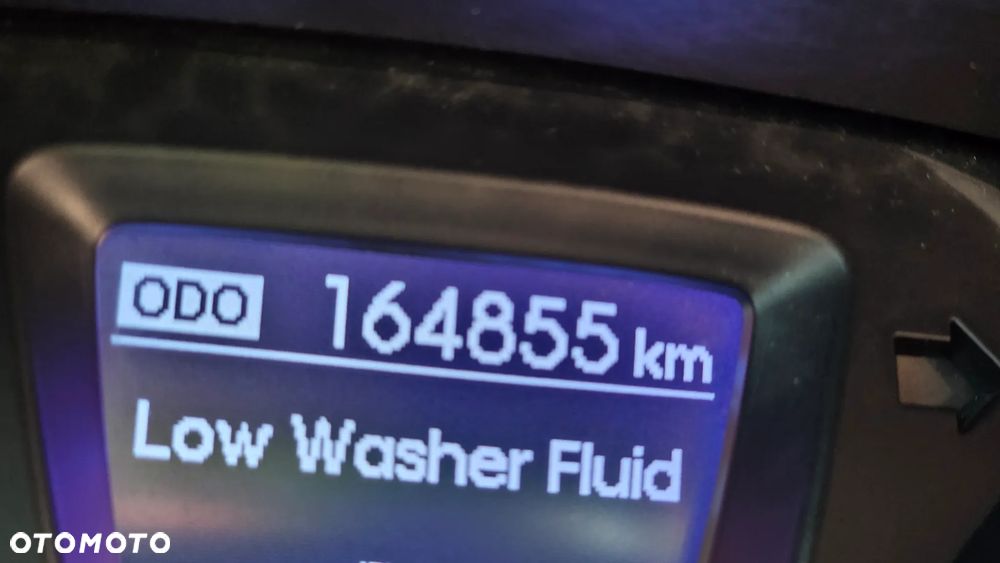 ODO 164855 km
Low Washer Fluid
OTOMOTO